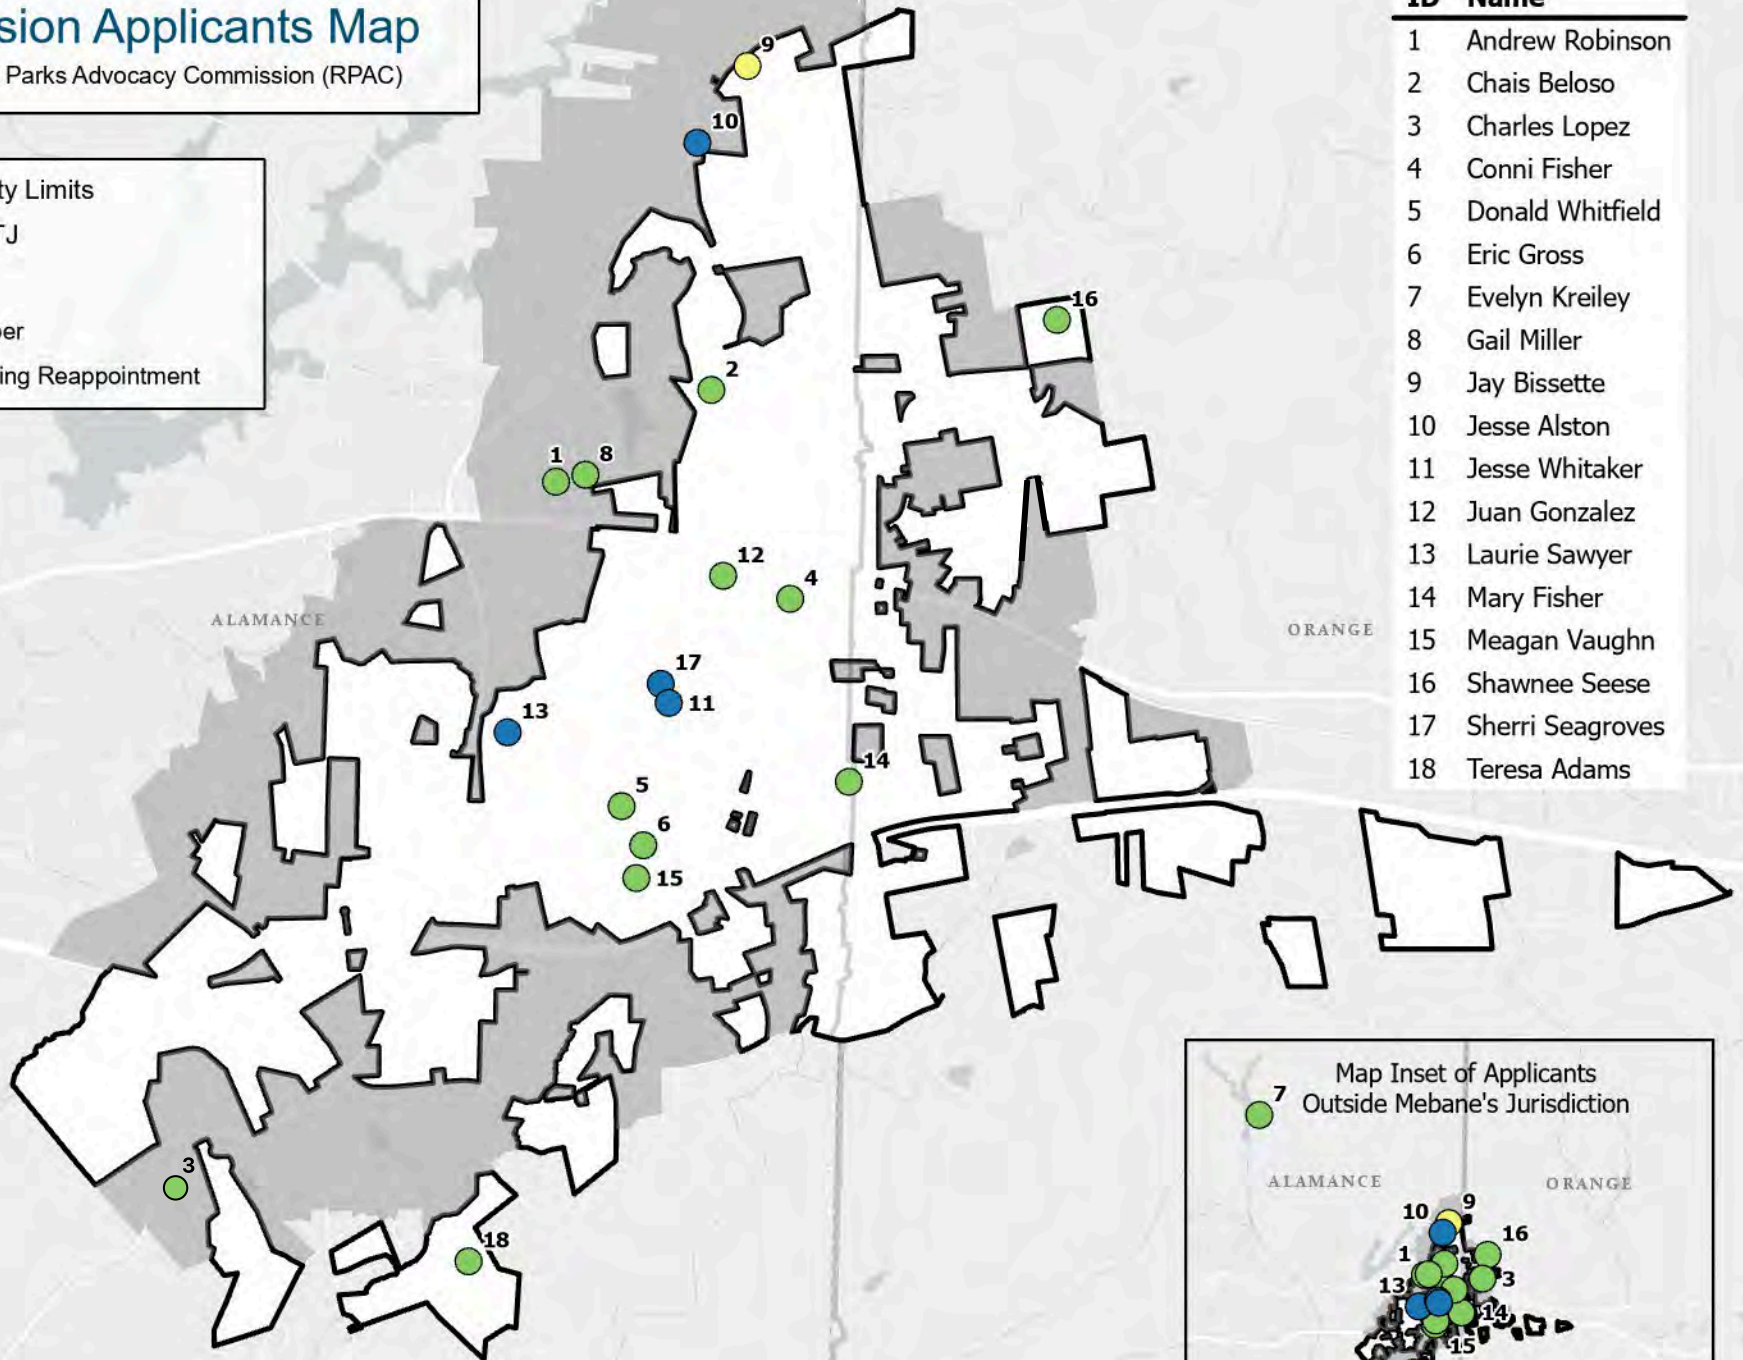 sion Applicants Map
Parks Advocacy Commission (RPAC)
ty Limits
TJ
er
ing Reappointment
ID Name
1 Andrew Robinson
2 Chais Beloso
3 Charles Lopez
4 Conni Fisher
5 Donald Whitfield
6 Eric Gross
7 Evelyn Kreiley
8 Gail Miller
9 Jay Bissette
10 Jesse Alston
11 Jesse Whitaker
12 Juan Gonzalez
13 Laurie Sawyer
14 Mary Fisher
15 Meagan Vaughn
16 Shawnee Seese
17 Sherri Seagroves
18 Teresa Adams
9
10
16
2
1
8
12
4
ALAMANCE
ORANGE
17
11
13
14
5
6
15
3
18
Map Inset of Applicants
Outside Mebane's Jurisdiction
7
ALAMANCE
ORANGE
9
10
16
1
3
13
14
15